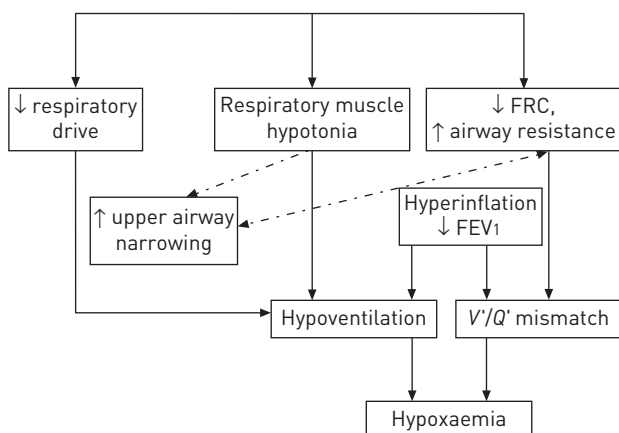 ↓ respiratory
drive
Respiratory muscle
hypotonia
↓ FRC,
↑ airway resistance
↑ upper airway
narrowing
Hyperinflation
↓ FEV1
Hypoventilation
V'/Q' mismatch
Hypoxaemia